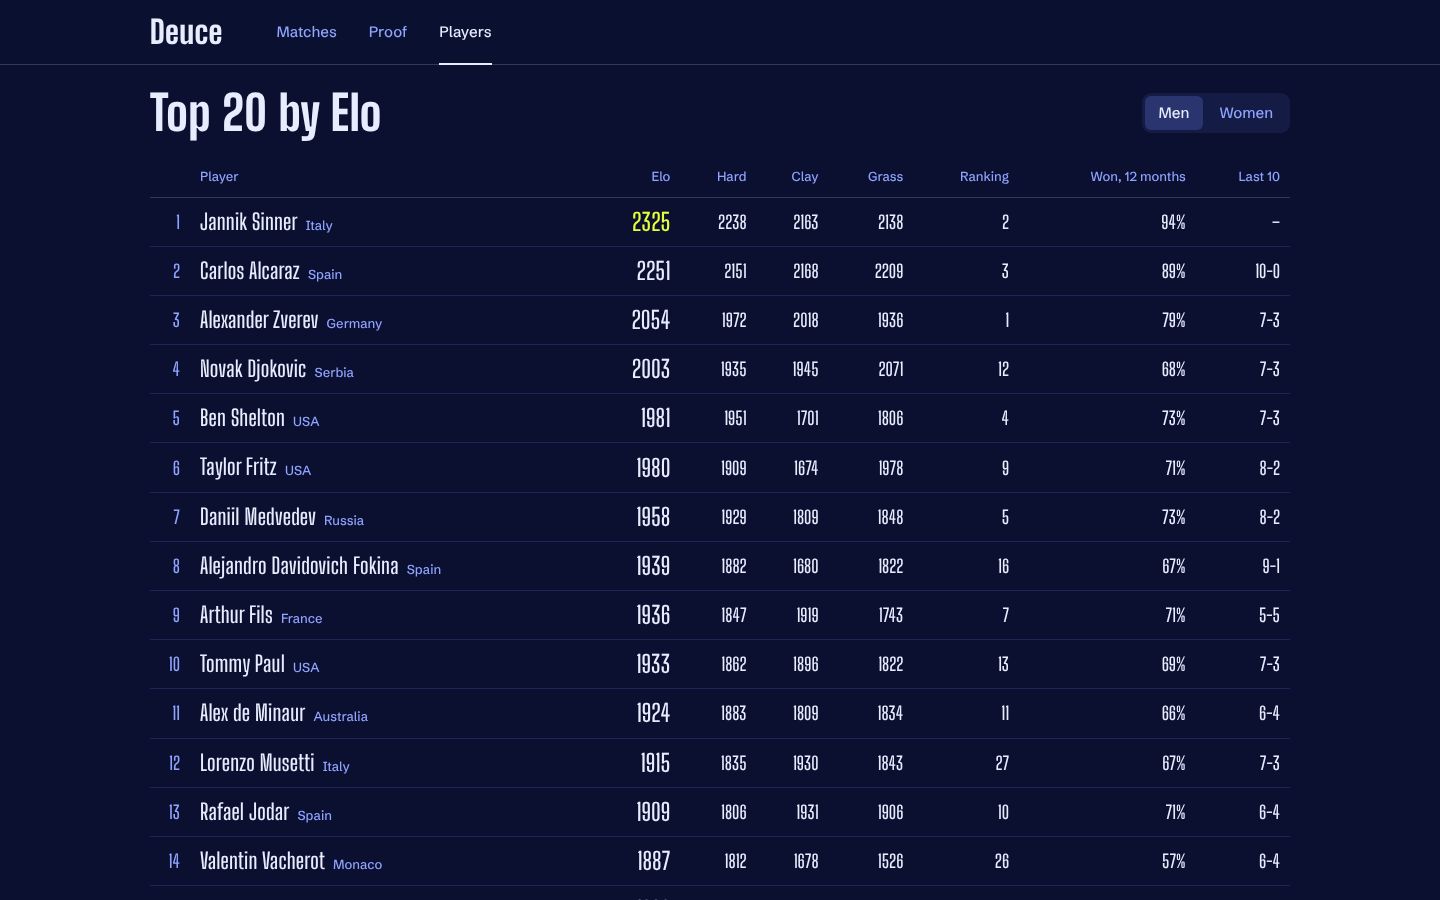 Deuce Matches Proof Players
Top 20 by Elo Men Women
Player Elo Hard Clay Grass Ranking Won, 12 months Last 10
1 Jannik Sinner Italy 2325 2238 2163 2138 2 94% –
2 Carlos Alcaraz Spain 2251 2151 2168 2209 3 89% 10-0
3 Alexander Zverev Germany 2054 1972 2018 1936 1 79% 7-3
4 Novak Djokovic Serbia 2003 1935 1945 2071 12 68% 7-3
5 Ben Shelton USA 1981 1951 1701 1806 4 73% 7-3
6 Taylor Fritz USA 1980 1909 1674 1978 9 71% 8-2
7 Daniil Medvedev Russia 1958 1929 1809 1848 5 73% 8-2
8 Alejandro Davidovich Fokina Spain 1939 1882 1680 1822 16 67% 9-1
9 Arthur Fils France 1936 1847 1919 1743 7 71% 5-5
10 Tommy Paul USA 1933 1862 1896 1822 13 69% 7-3
11 Alex de Minaur Australia 1924 1883 1809 1834 11 66% 6-4
12 Lorenzo Musetti Italy 1915 1835 1930 1843 27 67% 7-3
13 Rafael Jodar Spain 1909 1806 1931 1906 10 71% 6-4
14 Valentin Vacherot Monaco 1887 1812 1678 1526 26 57% 6-4